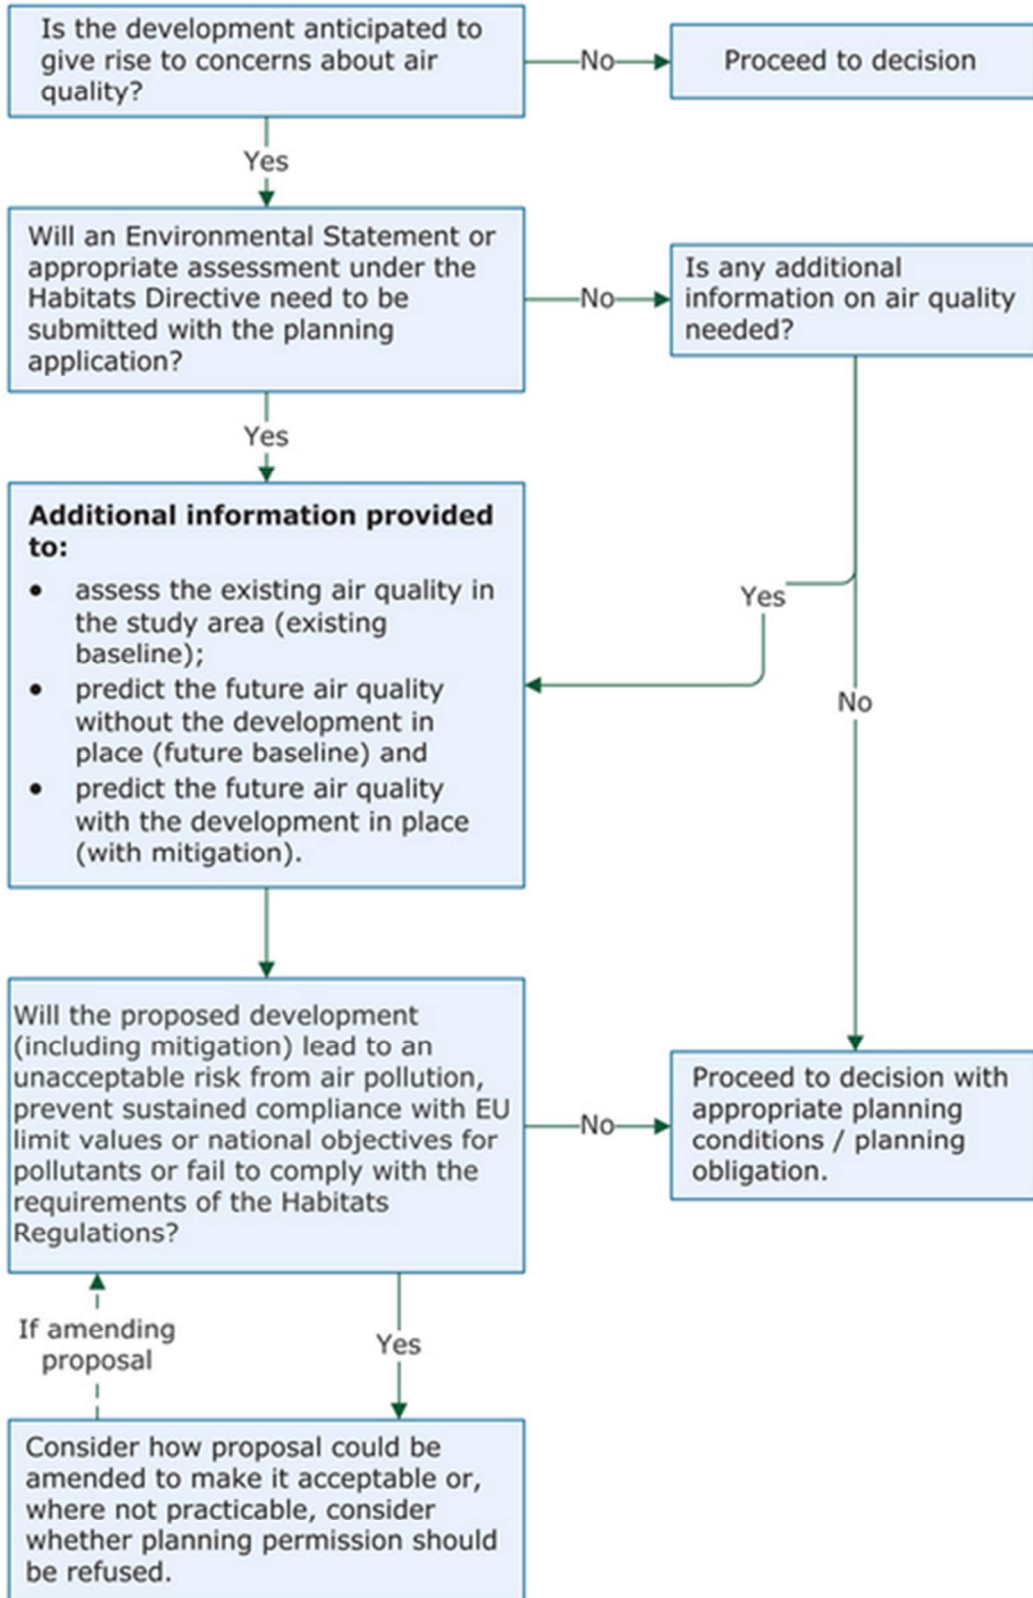 Is the development anticipated to
give rise to concerns about air
quality?
No
Proceed to decision
Yes
Will an Environmental Statement or
appropriate assessment under the
Habitats Directive need to be
submitted with the planning
application?
No
Is any additional
information on air quality
needed?
Yes
Additional information provided
to:
• assess the existing air quality in
the study area (existing
baseline);
• predict the future air quality
without the development in
place (future baseline) and
• predict the future air quality
with the development in place
(with mitigation).
Yes
No
Will the proposed development
(including mitigation) lead to an
unacceptable risk from air pollution,
prevent sustained compliance with EU
limit values or national objectives for
pollutants or fail to comply with the
requirements of the Habitats
Regulations?
No
Proceed to decision with
appropriate planning
conditions / planning
obligation.
If amending
proposal
Yes
Consider how proposal could be
amended to make it acceptable or,
where not practicable, consider
whether planning permission should
be refused.